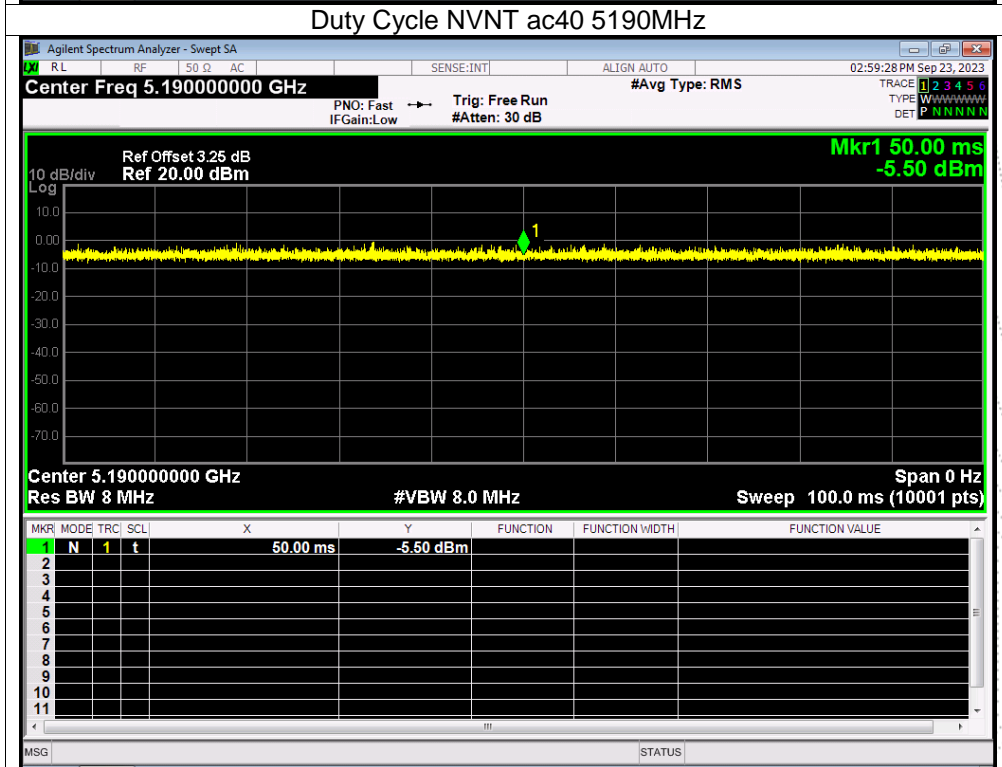 Duty Cycle NVNT ac40 5190MHz
Agilent Spectrum Analyzer - Swept SA
LXI RL RF 50 Ω AC SENSE:INT ALIGN AUTO 02:59:28 PM Sep 23, 2023
Center Freq 5.190000000 GHz #Avg Type: RMS TRACE 1 2 3 4 5 6
PNO: Fast Trig: Free Run TYPE WWWWWW
IFGain:Low #Atten: 30 dB DET P N N N N N
Mkr1 50.00 ms
Ref Offset 3.25 dB
10 dB/div Ref 20.00 dBm -5.50 dBm
Log
10.0
0.00
-10.0
-20.0
-30.0
-40.0
-50.0
-60.0
-70.0
1
Center 5.190000000 GHz Span 0 Hz
Res BW 8 MHz #VBW 8.0 MHz Sweep 100.0 ms (10001 pts)
MKR MODE TRC SCL X Y FUNCTION FUNCTION WIDTH FUNCTION VALUE
1 N 1 t 50.00 ms -5.50 dBm
2
3
4
5
6
7
8
9
10
11
MSG STATUS